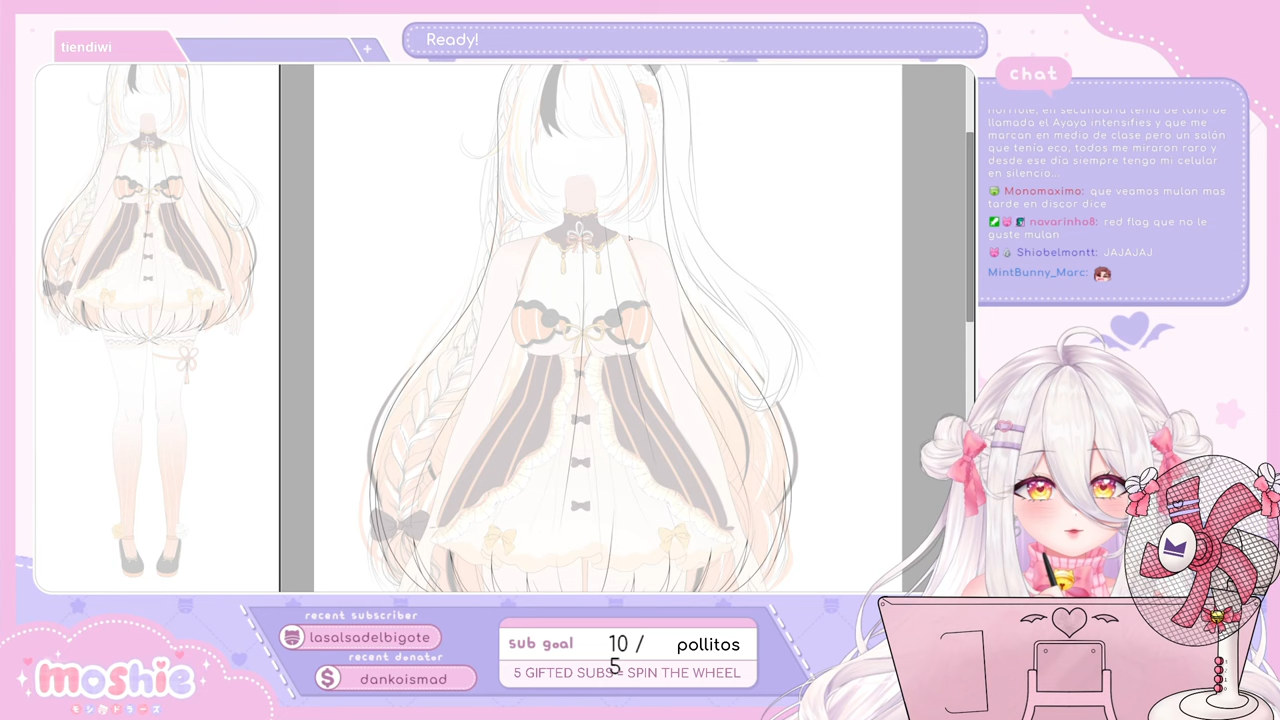 tiendiwi
+
Ready!
chat
horrible, en secundaria tenia de tono de
llamada el Ayaya intensifies y que me
marcan en medio de clase pero un salón
que tenía eco, todos me miraron raro y
desde ese día siempre tengo mi celular
en silencio...
Monomaximo: que veamos mulan mas
tarde en discor dice
navarinho8: red flag que no le
guste mulan
Shiobelmontt: JAJAJAJ
MintBunny_Marc:
recent subscriber
lasalsadelbigote
recent donator
$ dankoismad
sub goal 10 / 5 pollitos
5 GIFTED SUBS = SPIN THE WHEEL
moshie